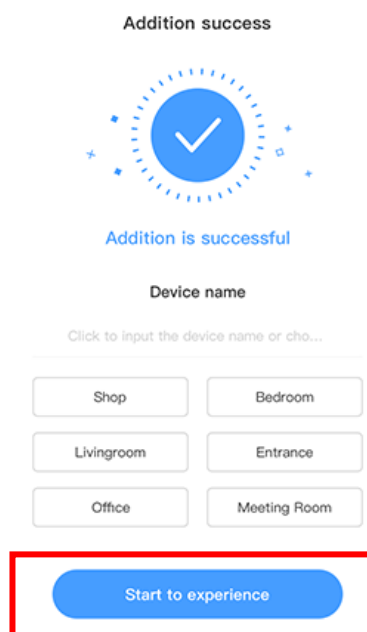 Addition success
Addition is successful
Device name
Click to input the device name or cho...
Shop
Bedroom
Livingroom
Entrance
Office
Meeting Room
Start to experience